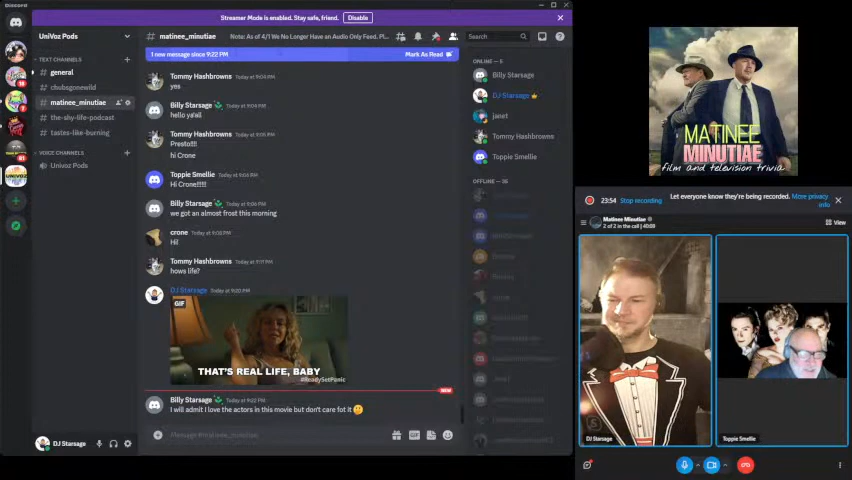 Discord
Streamer Mode is enabled. Stay safe, friend.
Disable
UniVoz Pods
matinee_minutiae
Note: As of 4/1 We No Longer Have an Audio Only Feed. Pl...
Search
1 new message since 9:22 PM
Mark As Read
TEXT CHANNELS
general
chubsgonewild
matinee_minutiae
the-shy-life-podcast
tastes-like-burning
VOICE CHANNELS
Univoz Pods
DJ Starsage
Tommy Hashbrowns Today at 9:04 PM
yes
Billy Starsage Today at 9:04 PM
hello ya'all
Tommy Hashbrowns Today at 9:05 PM
Presto!!!!
hi Crone
Toppie Smellie Today at 9:06 PM
Hi Crone!!!!!!
Billy Starsage Today at 9:06 PM
we got an almost frost this morning
crone Today at 9:08 PM
Hi!
Tommy Hashbrowns Today at 9:11 PM
hows life?
DJ Starsage Today at 9:20 PM
GIF
THAT'S REAL LIFE, BABY
#ReadySetPanic
NEW
Billy Starsage Today at 9:22 PM
I will admit I love the actors in this movie but don't care fot it
Message #matinee_minutiae
GIF
ONLINE — 5
Billy Starsage
DJ Starsage
janet
Tommy Hashbrowns
Toppie Smellie
MATINEE
MINUTIAE
film and television trivia
23:54
Stop recording
Let everyone know they're being recorded. More privacy
info
Matinee Minutiae
2 of 2 in the call
View
DJ Starsage
Toppie Smellie